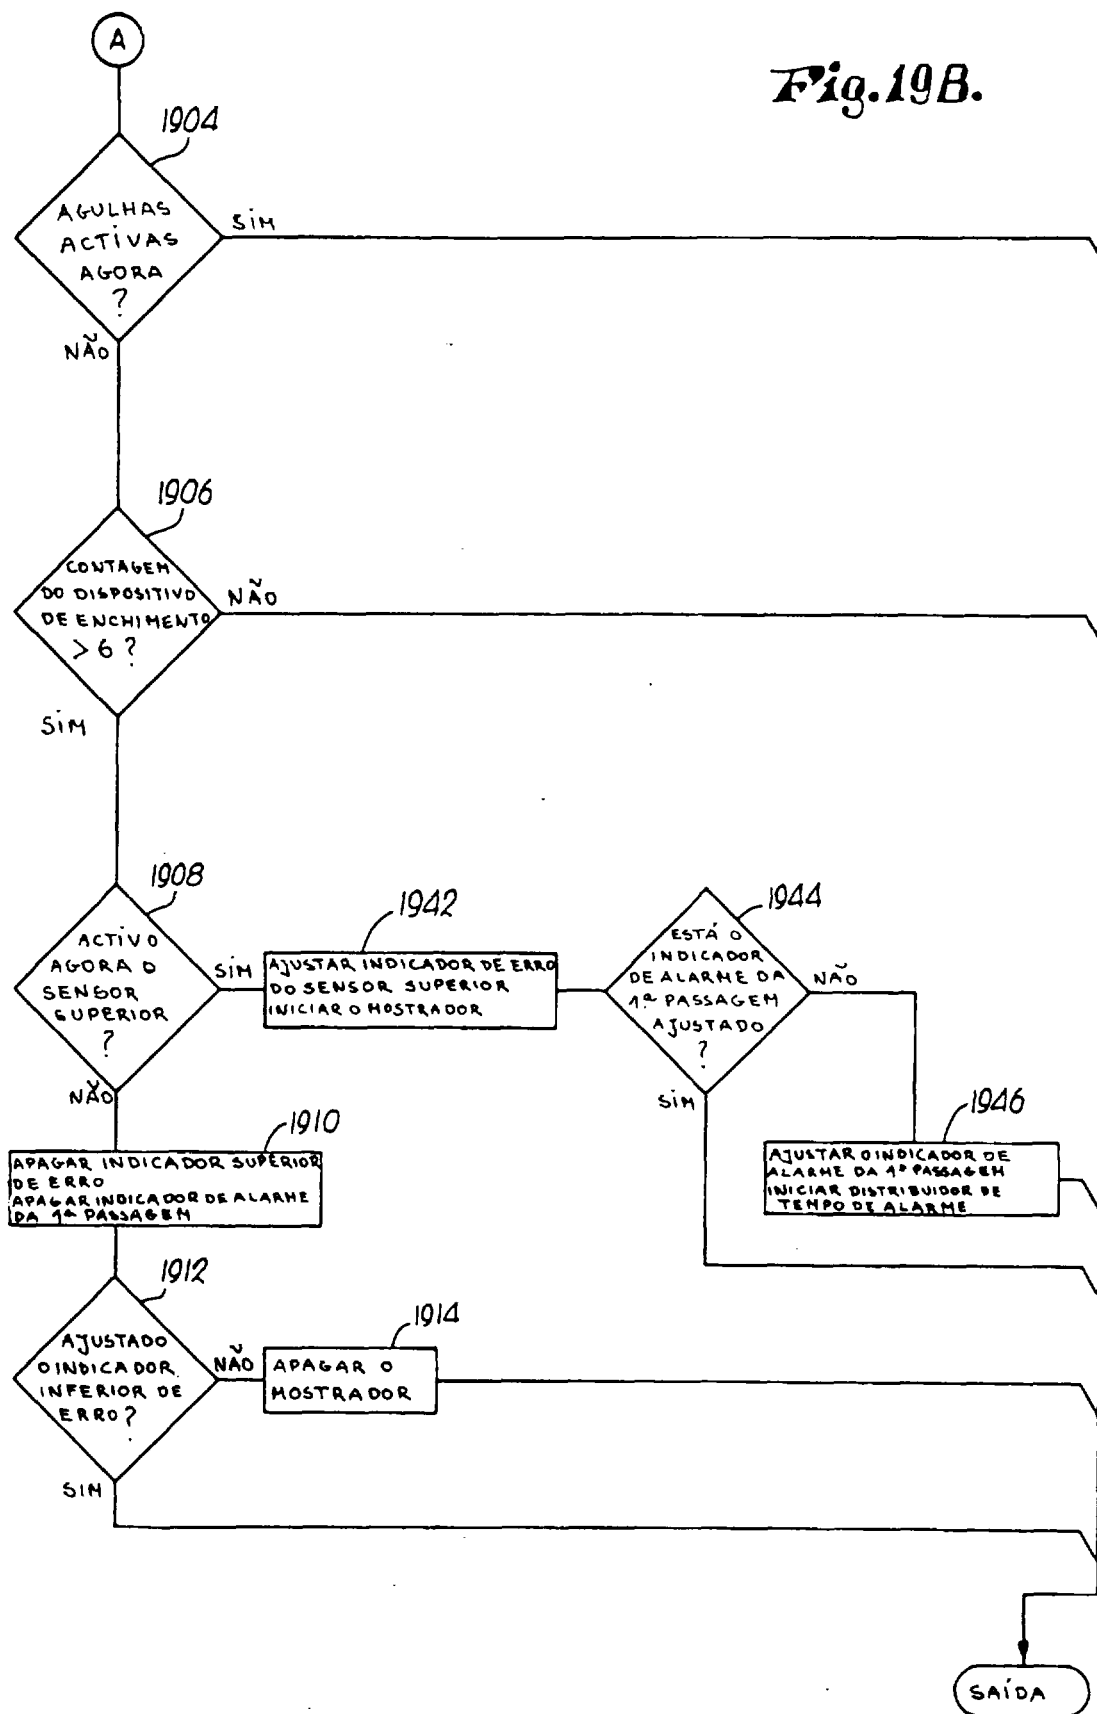 A
Fig.19B.
1904
AGULHAS
ACTIVAS
AGORA
?
SIM
NÃO
1906
CONTAGEM
DO DISPOSITIVO
DE ENCHIMENTO
> 6 ?
NÃO
SIM
1908
ACTIVO
AGORA O
SENSOR
SUPERIOR
?
SIM
NÃO
1942
AJUSTAR INDICADOR DE ERRO
DO SENSOR SUPERIOR
INICIAR O MOSTRADOR
1944
ESTÁ O
INDICADOR
DE ALARME DA
1ª PASSAGEM
AJUSTADO
?
NÃO
SIM
1946
AJUSTAR O INDICADOR DE
ALARME DA 1ª PASSAGEM
INICIAR DISTRIBUIDOR DE
TEMPO DE ALARME
1910
APAGAR INDICADOR SUPERIOR
DE ERRO
APAGAR INDICADOR DE ALARME
DA 1ª PASSAGEM
1912
AJUSTADO
O INDICADOR
INFERIOR DE
ERRO?
NÃO
SIM
1914
APAGAR O
MOSTRADOR
SAÍDA